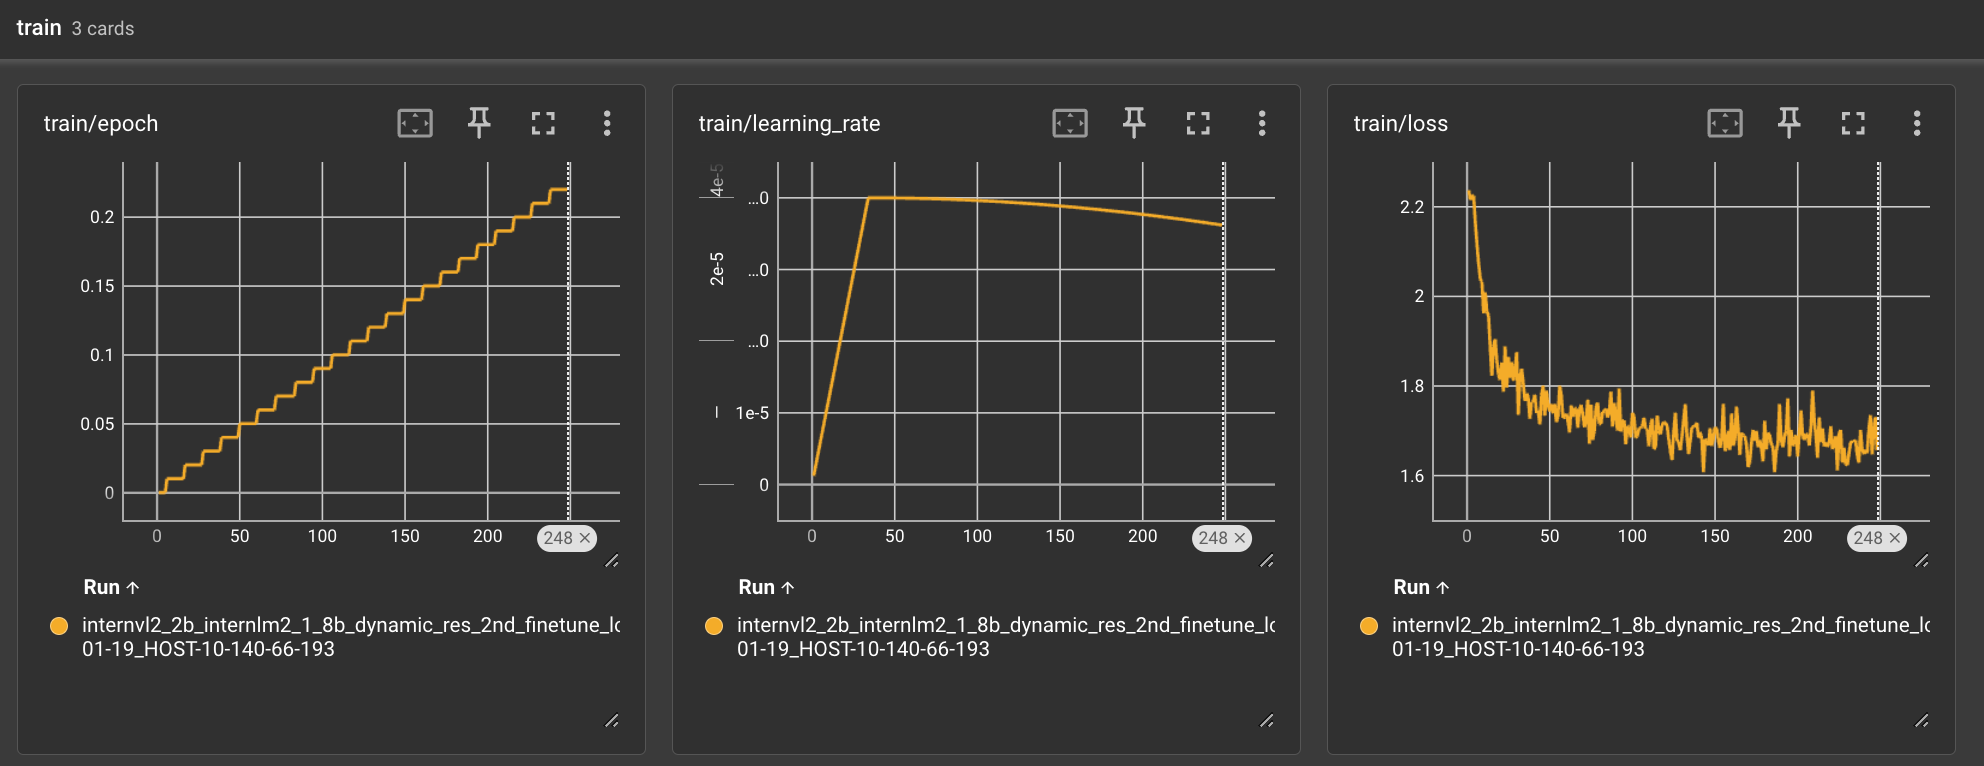 train 3 cards
train/epoch
0.2
0.15
0.1
0.05
0
0 50 100 150 200 248 ×
Run ↑
internvl2_2b_internlm2_1_8b_dynamic_res_2nd_finetune_lo
01-19_HOST-10-140-66-193
train/learning_rate
4e-5
...0
2e-5
...0
...0
1e-5
0
0 50 100 150 200 248 ×
Run ↑
internvl2_2b_internlm2_1_8b_dynamic_res_2nd_finetune_lo
01-19_HOST-10-140-66-193
train/loss
2.2
2
1.8
1.6
0 50 100 150 200 248 ×
Run ↑
internvl2_2b_internlm2_1_8b_dynamic_res_2nd_finetune_lo
01-19_HOST-10-140-66-193